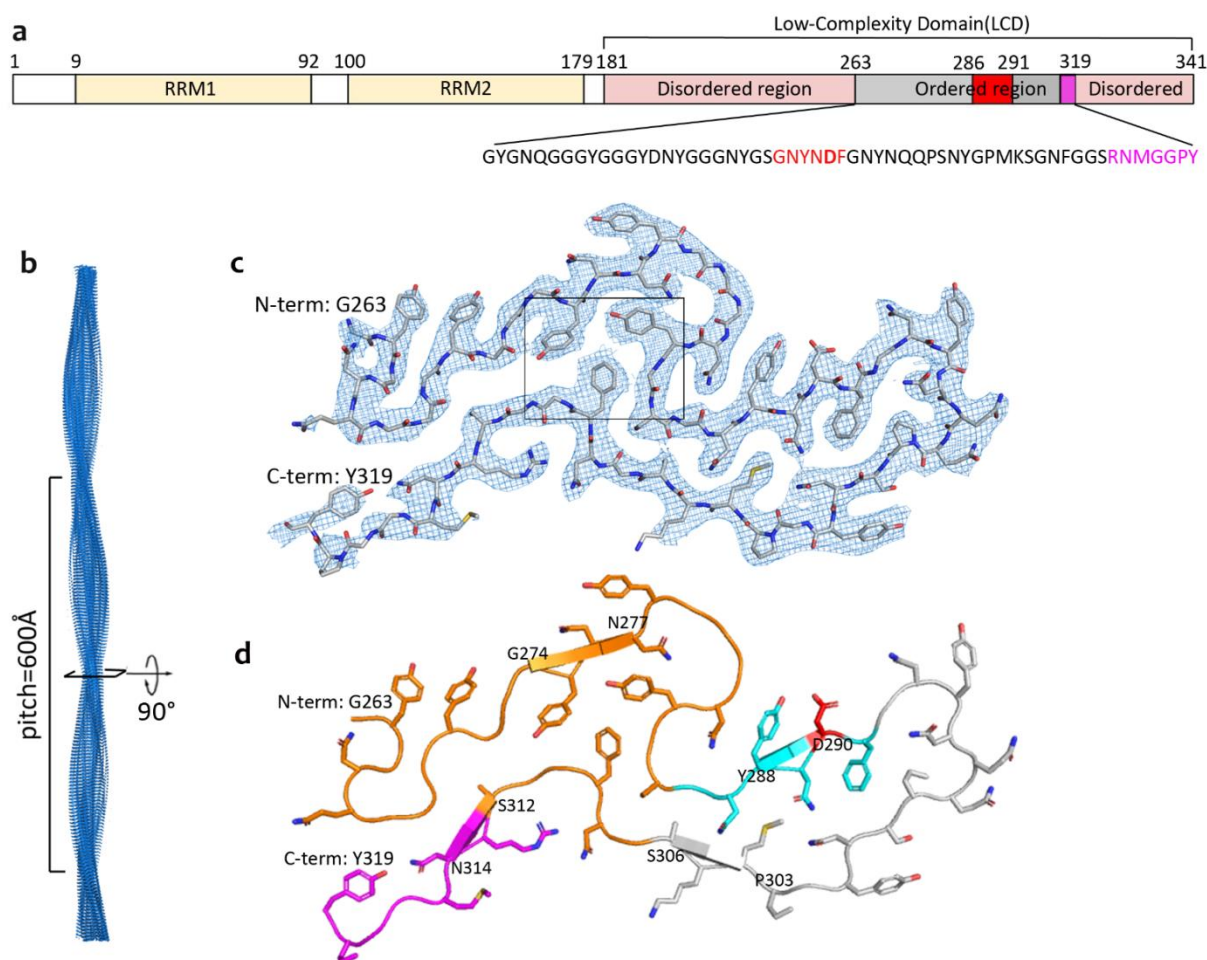 a
Low-Complexity Domain(LCD)
1 9 92 100 179 181 263 286 291 319 341
RRM1 RRM2 Disordered region Ordered region Disordered
GYGNQGGGYGGGYDNYGGGNYGSGNYNDFGNYNQQPSNYGPMKSGNFGGSRNMGGPY
b
c
N-term: G263
C-term: Y319
pitch=600Å
90°
d
N277
G274
N-term: G263
D290
Y288
S312
S306
N314
P303
C-term: Y319